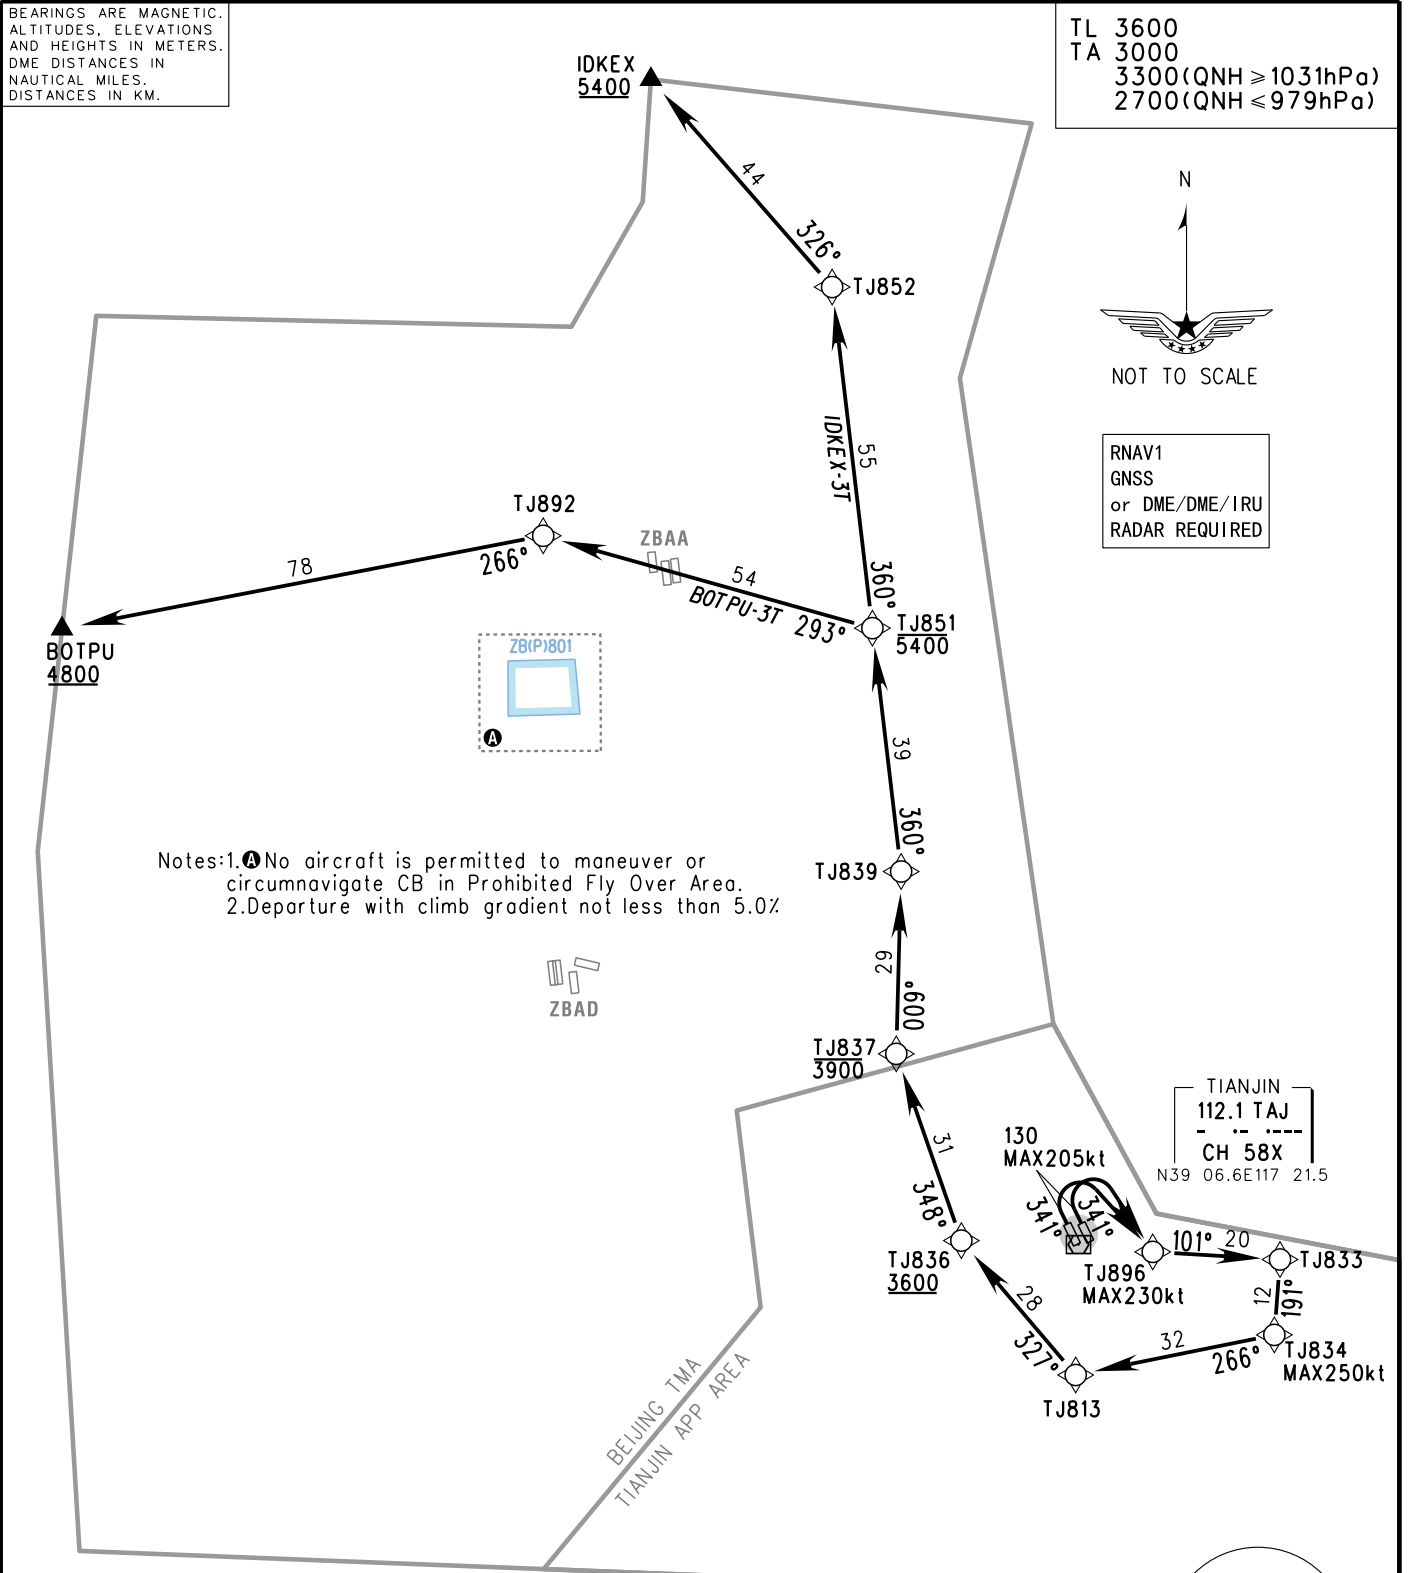 BEARINGS ARE MAGNETIC.
ALTITUDES, ELEVATIONS
AND HEIGHTS IN METERS.
DME DISTANCES IN
NAUTICAL MILES.
DISTANCES IN KM.
TL 3600
TA 3000
3300(QNH ≥ 1031hPa)
2700(QNH ≤ 979hPa)
IDKEX
5400
44
326°
TJ852
N
NOT TO SCALE
RNAV1
GNSS
or DME/DME/IRU
RADAR REQUIRED
55
IDKEX-3T
360°
TJ892
ZBAA
78
266°
54
BOTPU-3T 293°
TJ851
5400
BOTPU
4800
ZB(P)801
A
39
360°
TJ839
Notes:1.A No aircraft is permitted to maneuver or
circumnavigate CB in Prohibited Fly Over Area.
2.Departure with climb gradient not less than 5.0%
ZBAD
29
009°
TJ837
3900
31
348°
TIANJIN
112.1 TAJ
- ·- ·---
CH 58X
N39 06.6E117 21.5
130
MAX205kt
341°
341°
TJ836
3600
TJ896
MAX230kt
101° 20
TJ833
12
191°
28
327°
32
266°
TJ834
MAX250kt
TJ813
BEIJING TMA
TIANJIN APP AREA